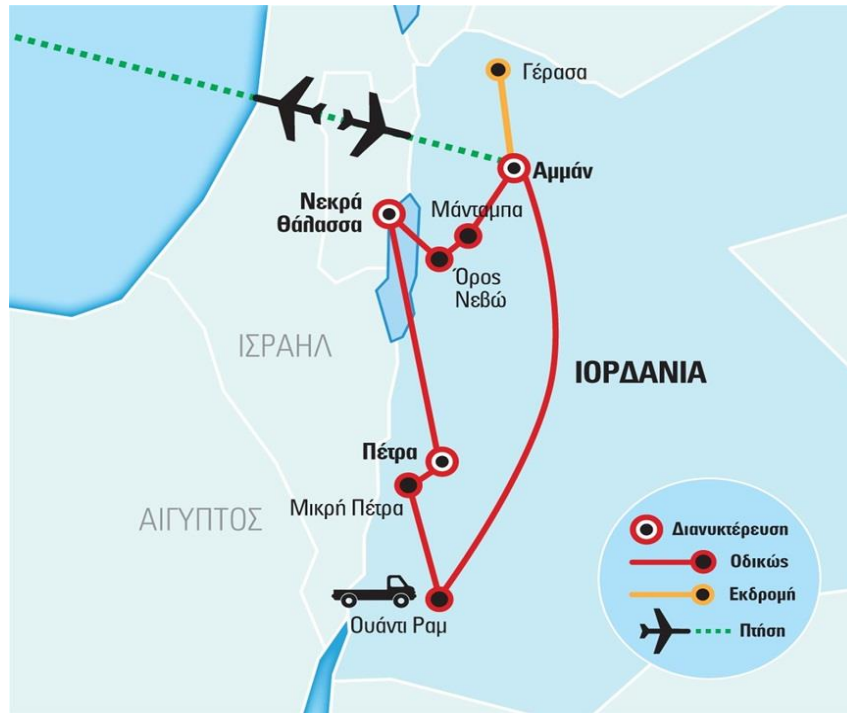 Γέρασα
Αμμάν
Νεκρά
θάλασσα
Μάνταμπα
Όρος
Νεβώ
ΙΣΡΑΗΛ
ΙΟΡΔΑΝΙΑ
Πέτρα
Μικρή Πέτρα
ΑΙΓΥΠΤΟΣ
Ουάντι Ραμ
Διανυκτέρευση
Οδικώς
Εκδρομή
Πτήση